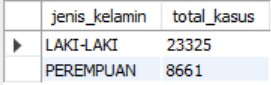 jenis_kelamin total_kasus
LAKI-LAKI 23325
PEREMPUAN 8661